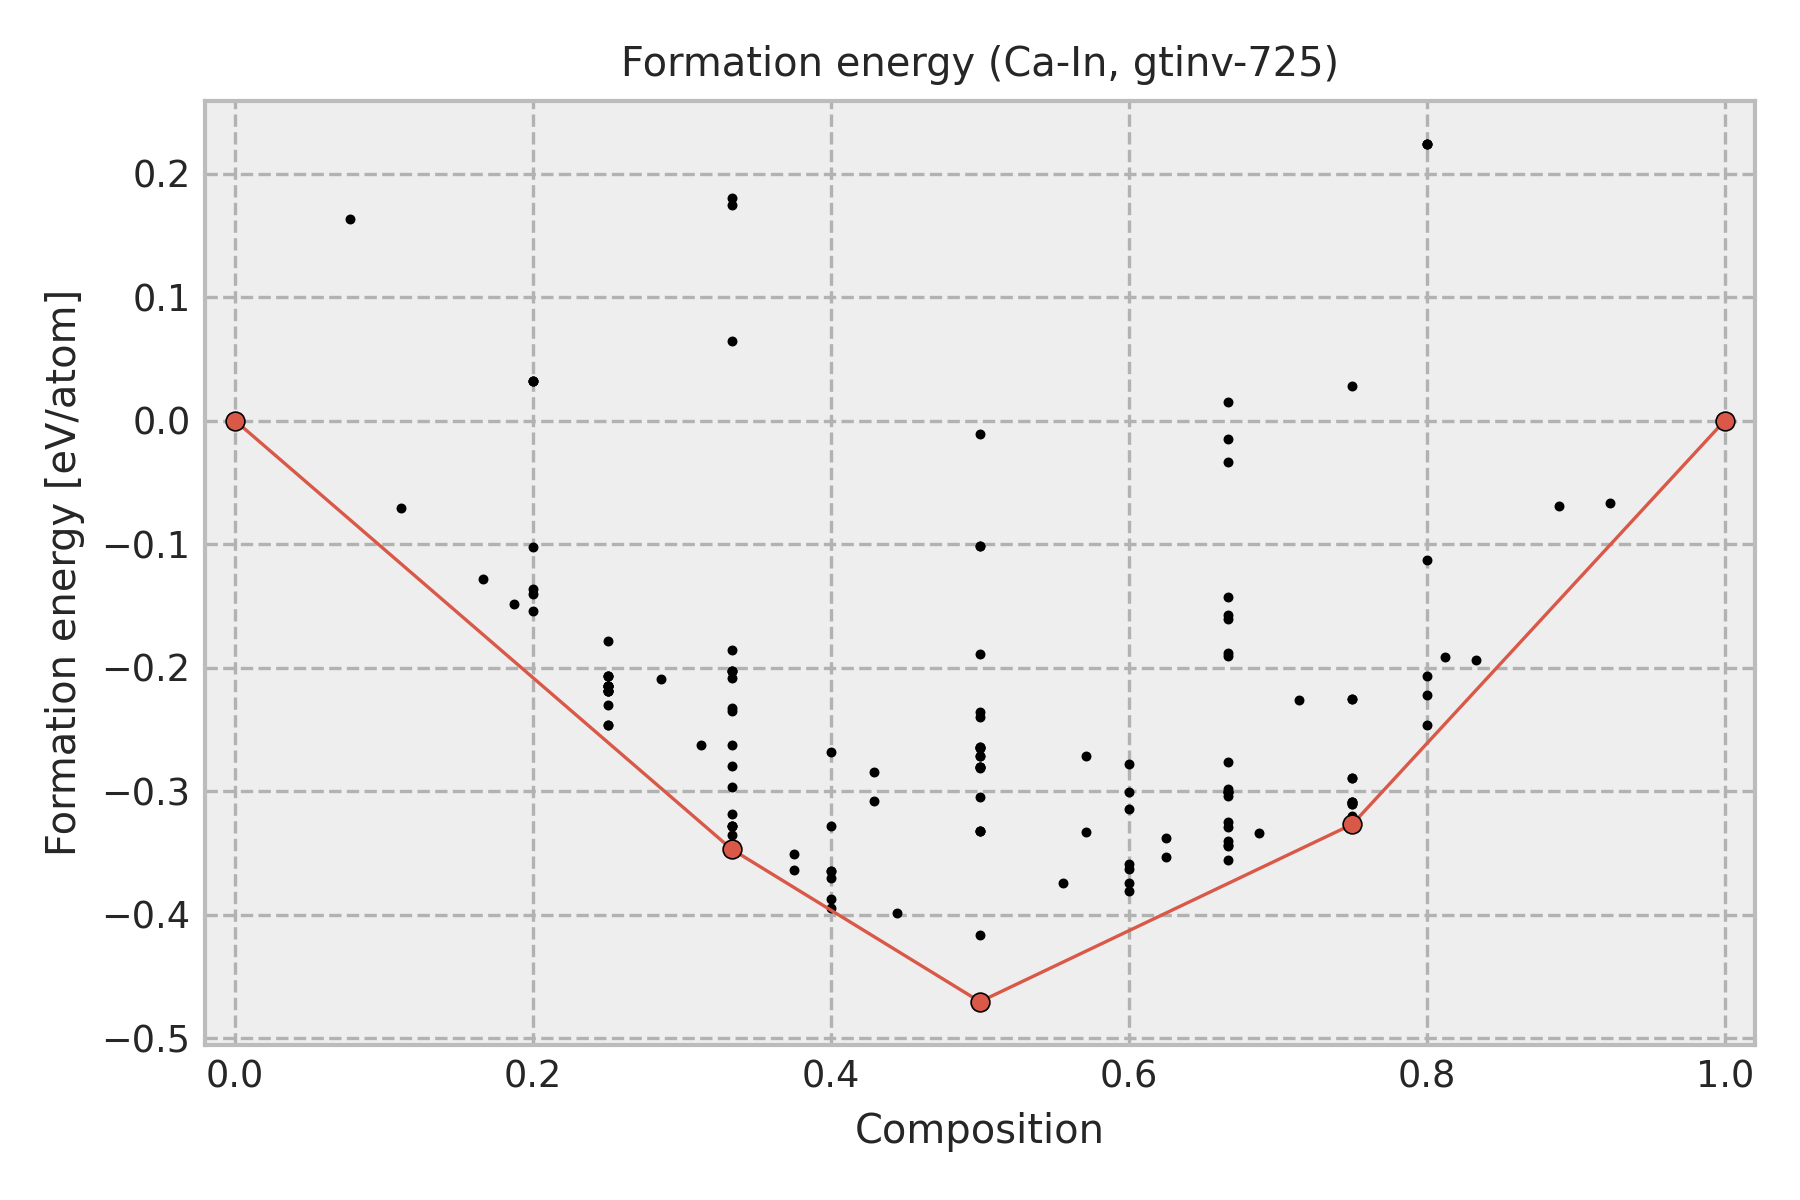 Formation energy (Ca-In, gtinv-725)
Formation energy [eV/atom]
0.2
0.1
0.0
−0.1
−0.2
−0.3
−0.4
−0.5
0.0 0.2 0.4 0.6 0.8 1.0
Composition